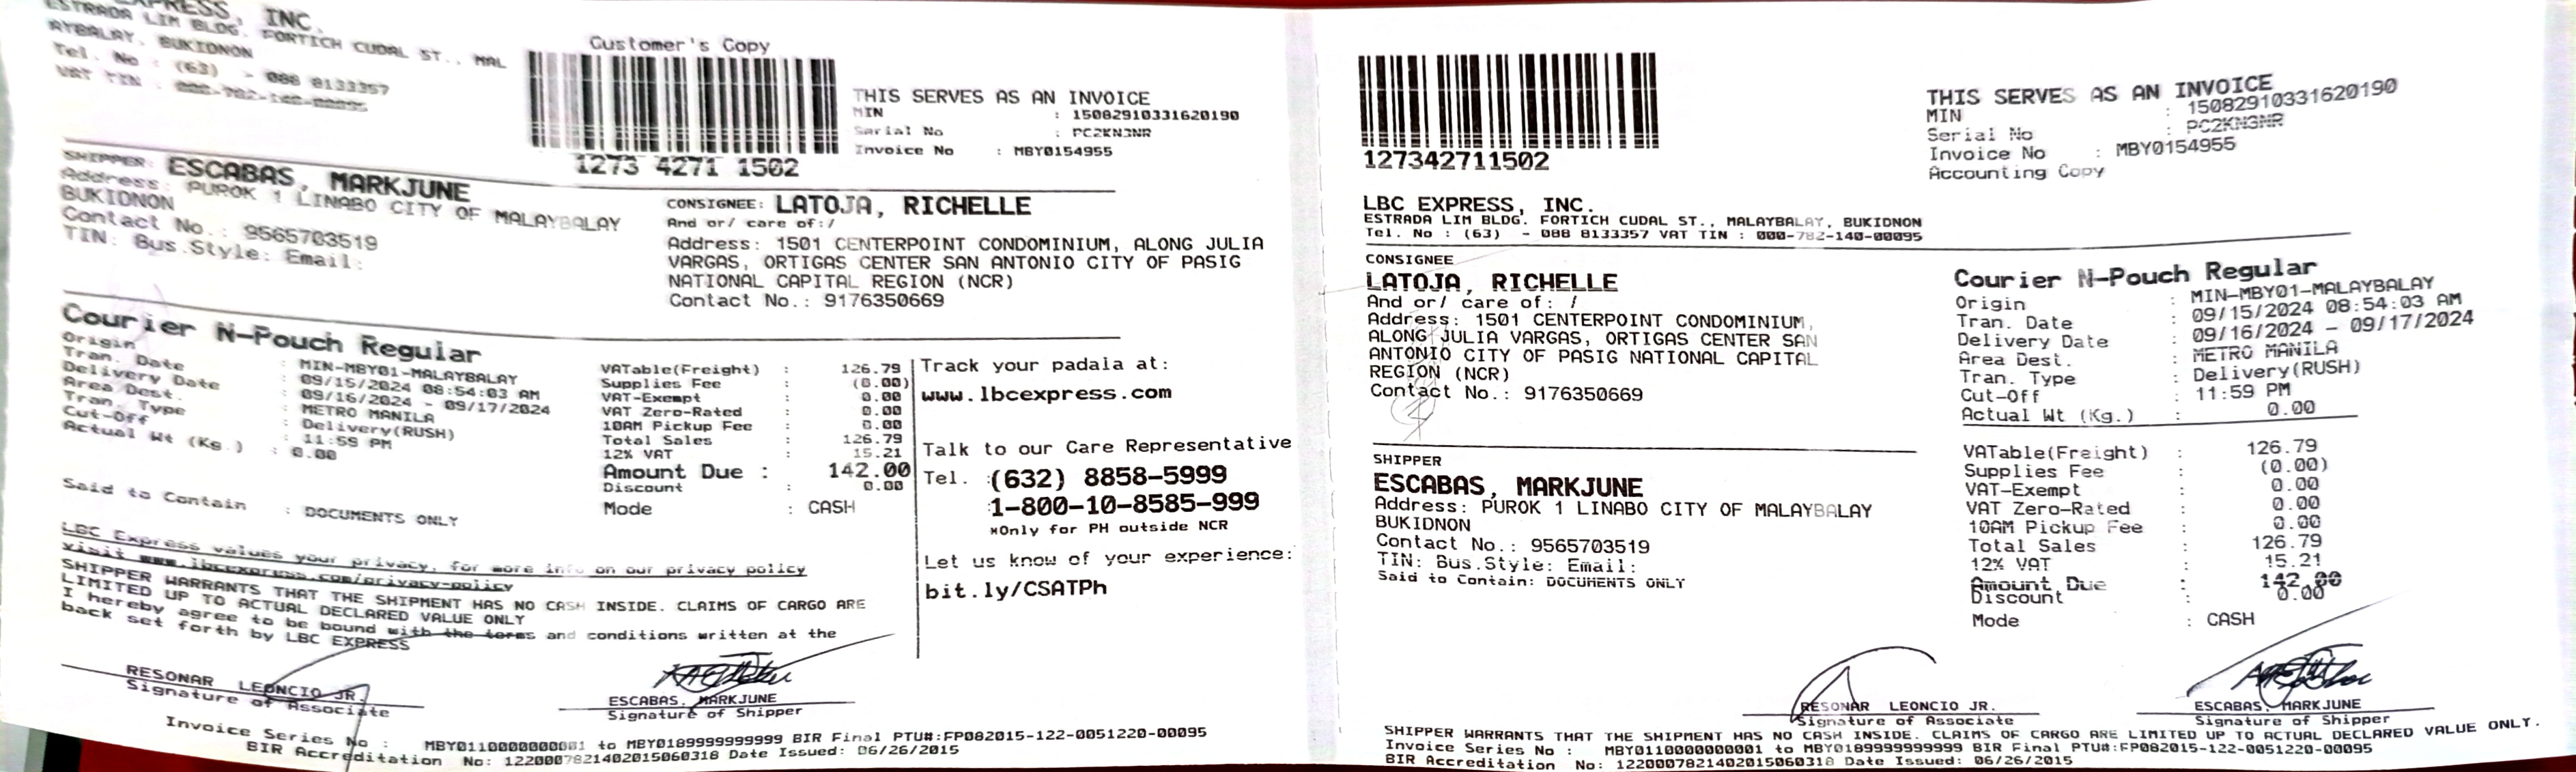 EXPRESS, INC.
ESTRADA LIM BLDG. FORTICH CUDAL ST., MAL
AYBALAY, BUKIDNON
Tel. No : (63) - 088 8133357
VAT TIN : 000-782-140-00095
Customer's Copy
1273 4271 1502
THIS SERVES AS AN INVOICE
MIN : 15082910331620190
Serial No : PC2KN3NR
Invoice No : MBY0154955
SHIPPER: ESCABAS, MARKJUNE
Address: PUROK 1 LINABO CITY OF MALAYBALAY
BUKIDNON
Contact No.: 9565703519
TIN: Bus.Style: Email:
CONSIGNEE: LATOJA, RICHELLE
And or/ care of:/
Address: 1501 CENTERPOINT CONDOMINIUM, ALONG JULIA
VARGAS, ORTIGAS CENTER SAN ANTONIO CITY OF PASIG
NATIONAL CAPITAL REGION (NCR)
Contact No.: 9176350669
Courier N-Pouch Regular
Origin : MIN-MBY01-MALAYBALAY
Tran. Date : 09/15/2024 08:54:03 AM
Delivery Date : 09/16/2024 - 09/17/2024
Area Dest. : METRO MANILA
Tran. Type : Delivery(RUSH)
Cut-Off : 11:59 PM
Actual Wt (Kg.) : 0.00
Said to Contain : DOCUMENTS ONLY
VATable(Freight) : 126.79
Supplies Fee : (0.00)
VAT-Exempt : 0.00
VAT Zero-Rated : 0.00
10AM Pickup Fee : 0.00
Total Sales : 126.79
12% VAT : 15.21
Amount Due : 142.00
Discount : 0.00
Mode : CASH
Track your padala at:
www.lbcexpress.com
Talk to our Care Representative
Tel. :(632) 8858-5999
:1-800-10-8585-999
*Only for PH outside NCR
Let us know of your experience:
bit.ly/CSATPh
LBC Express values your privacy, for more info on our privacy policy
visit www.lbcexpress.com/privacy-policy
SHIPPER WARRANTS THAT THE SHIPMENT HAS NO CASH INSIDE. CLAIMS OF CARGO ARE
LIMITED UP TO ACTUAL DECLARED VALUE ONLY
I hereby agree to be bound with the terms and conditions written at the
back set forth by LBC EXPRESS
RESONAR LEONCIO JR.
Signature of Associate
ESCABAS, MARKJUNE
Signature of Shipper
Invoice Series No : MBY0110000000001 to MBY0189999999999 BIR Final PTU#:FP082015-122-0051220-00095
BIR Accreditation No: 122000782140201506031​8 Date Issued: 06/26/2015
127342711502
THIS SERVES AS AN INVOICE
MIN : 15082910331620190
Serial No : PC2KN3NR
Invoice No : MBY0154955
Accounting Copy
LBC EXPRESS, INC.
ESTRADA LIM BLDG. FORTICH CUDAL ST., MALAYBALAY, BUKIDNON
Tel. No : (63) - 088 8133357 VAT TIN : 000-782-140-00095
CONSIGNEE
LATOJA, RICHELLE
And or/ care of: /
Address: 1501 CENTERPOINT CONDOMINIUM,
ALONG JULIA VARGAS, ORTIGAS CENTER SAN
ANTONIO CITY OF PASIG NATIONAL CAPITAL
REGION (NCR)
Contact No.: 9176350669
SHIPPER
ESCABAS, MARKJUNE
Address: PUROK 1 LINABO CITY OF MALAYBALAY
BUKIDNON
Contact No.: 9565703519
TIN: Bus.Style: Email:
Said to Contain: DOCUMENTS ONLY
Courier N-Pouch Regular
Origin : MIN-MBY01-MALAYBALAY
Tran. Date : 09/15/2024 08:54:03 AM
Delivery Date : 09/16/2024 - 09/17/2024
Area Dest. : METRO MANILA
Tran. Type : Delivery(RUSH)
Cut-Off : 11:59 PM
Actual Wt (Kg.) : 0.00
VATable(Freight) : 126.79
Supplies Fee : (0.00)
VAT-Exempt : 0.00
VAT Zero-Rated : 0.00
10AM Pickup Fee : 0.00
Total Sales : 126.79
12% VAT : 15.21
Amount Due : 142.00
Discount : 0.00
Mode : CASH
RESONAR LEONCIO JR.
Signature of Associate
ESCABAS, MARKJUNE
Signature of Shipper
SHIPPER WARRANTS THAT THE SHIPMENT HAS NO CASH INSIDE. CLAIMS OF CARGO ARE LIMITED UP TO ACTUAL DECLARED VALUE ONLY.
Invoice Series No : MBY0110000000001 to MBY0189999999999 BIR Final PTU#:FP082015-122-0051220-00095
BIR Accreditation No: 1220007821402015060318 Date Issued: 06/26/2015